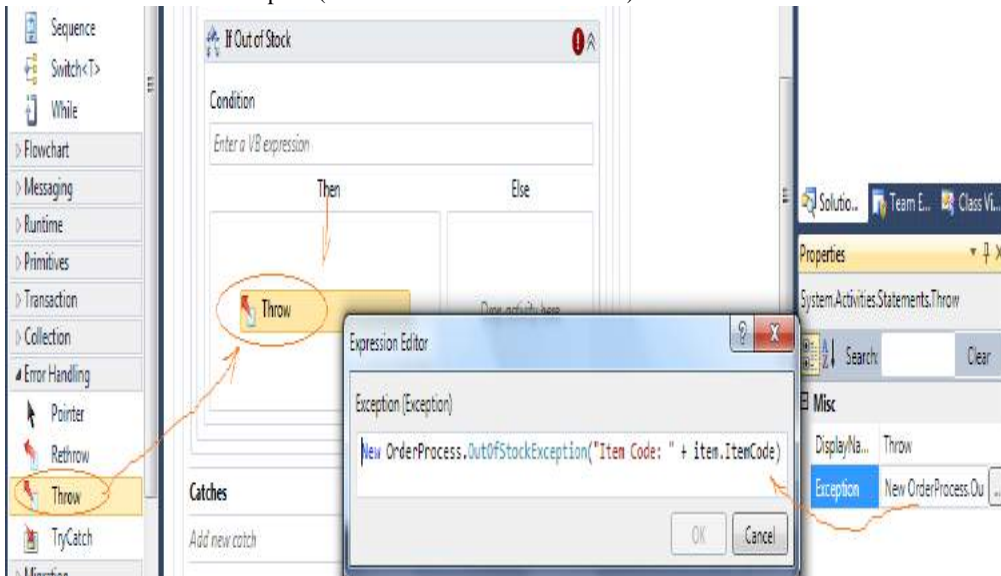 Sequence
Switch<T>
While
Flowchart
Messaging
Runtime
Primitives
Transaction
Collection
Error Handling
Pointer
Rethrow
Throw
TryCatch
If Out of Stock
Condition
Enter a VB expression
Then
Else
Throw
Drop activity here
Catches
Add new catch
Expression Editor
Exception (Exception)
New OrderProcess.OutOfStockException("Item Code: " + item.ItemCode)
OK
Cancel
Solutio... Team E... Class Vi...
Properties
System.Activities.Statements.Throw
Search: Clear
Misc
DisplayNa... Throw
Exception New OrderProcess.Ou ...